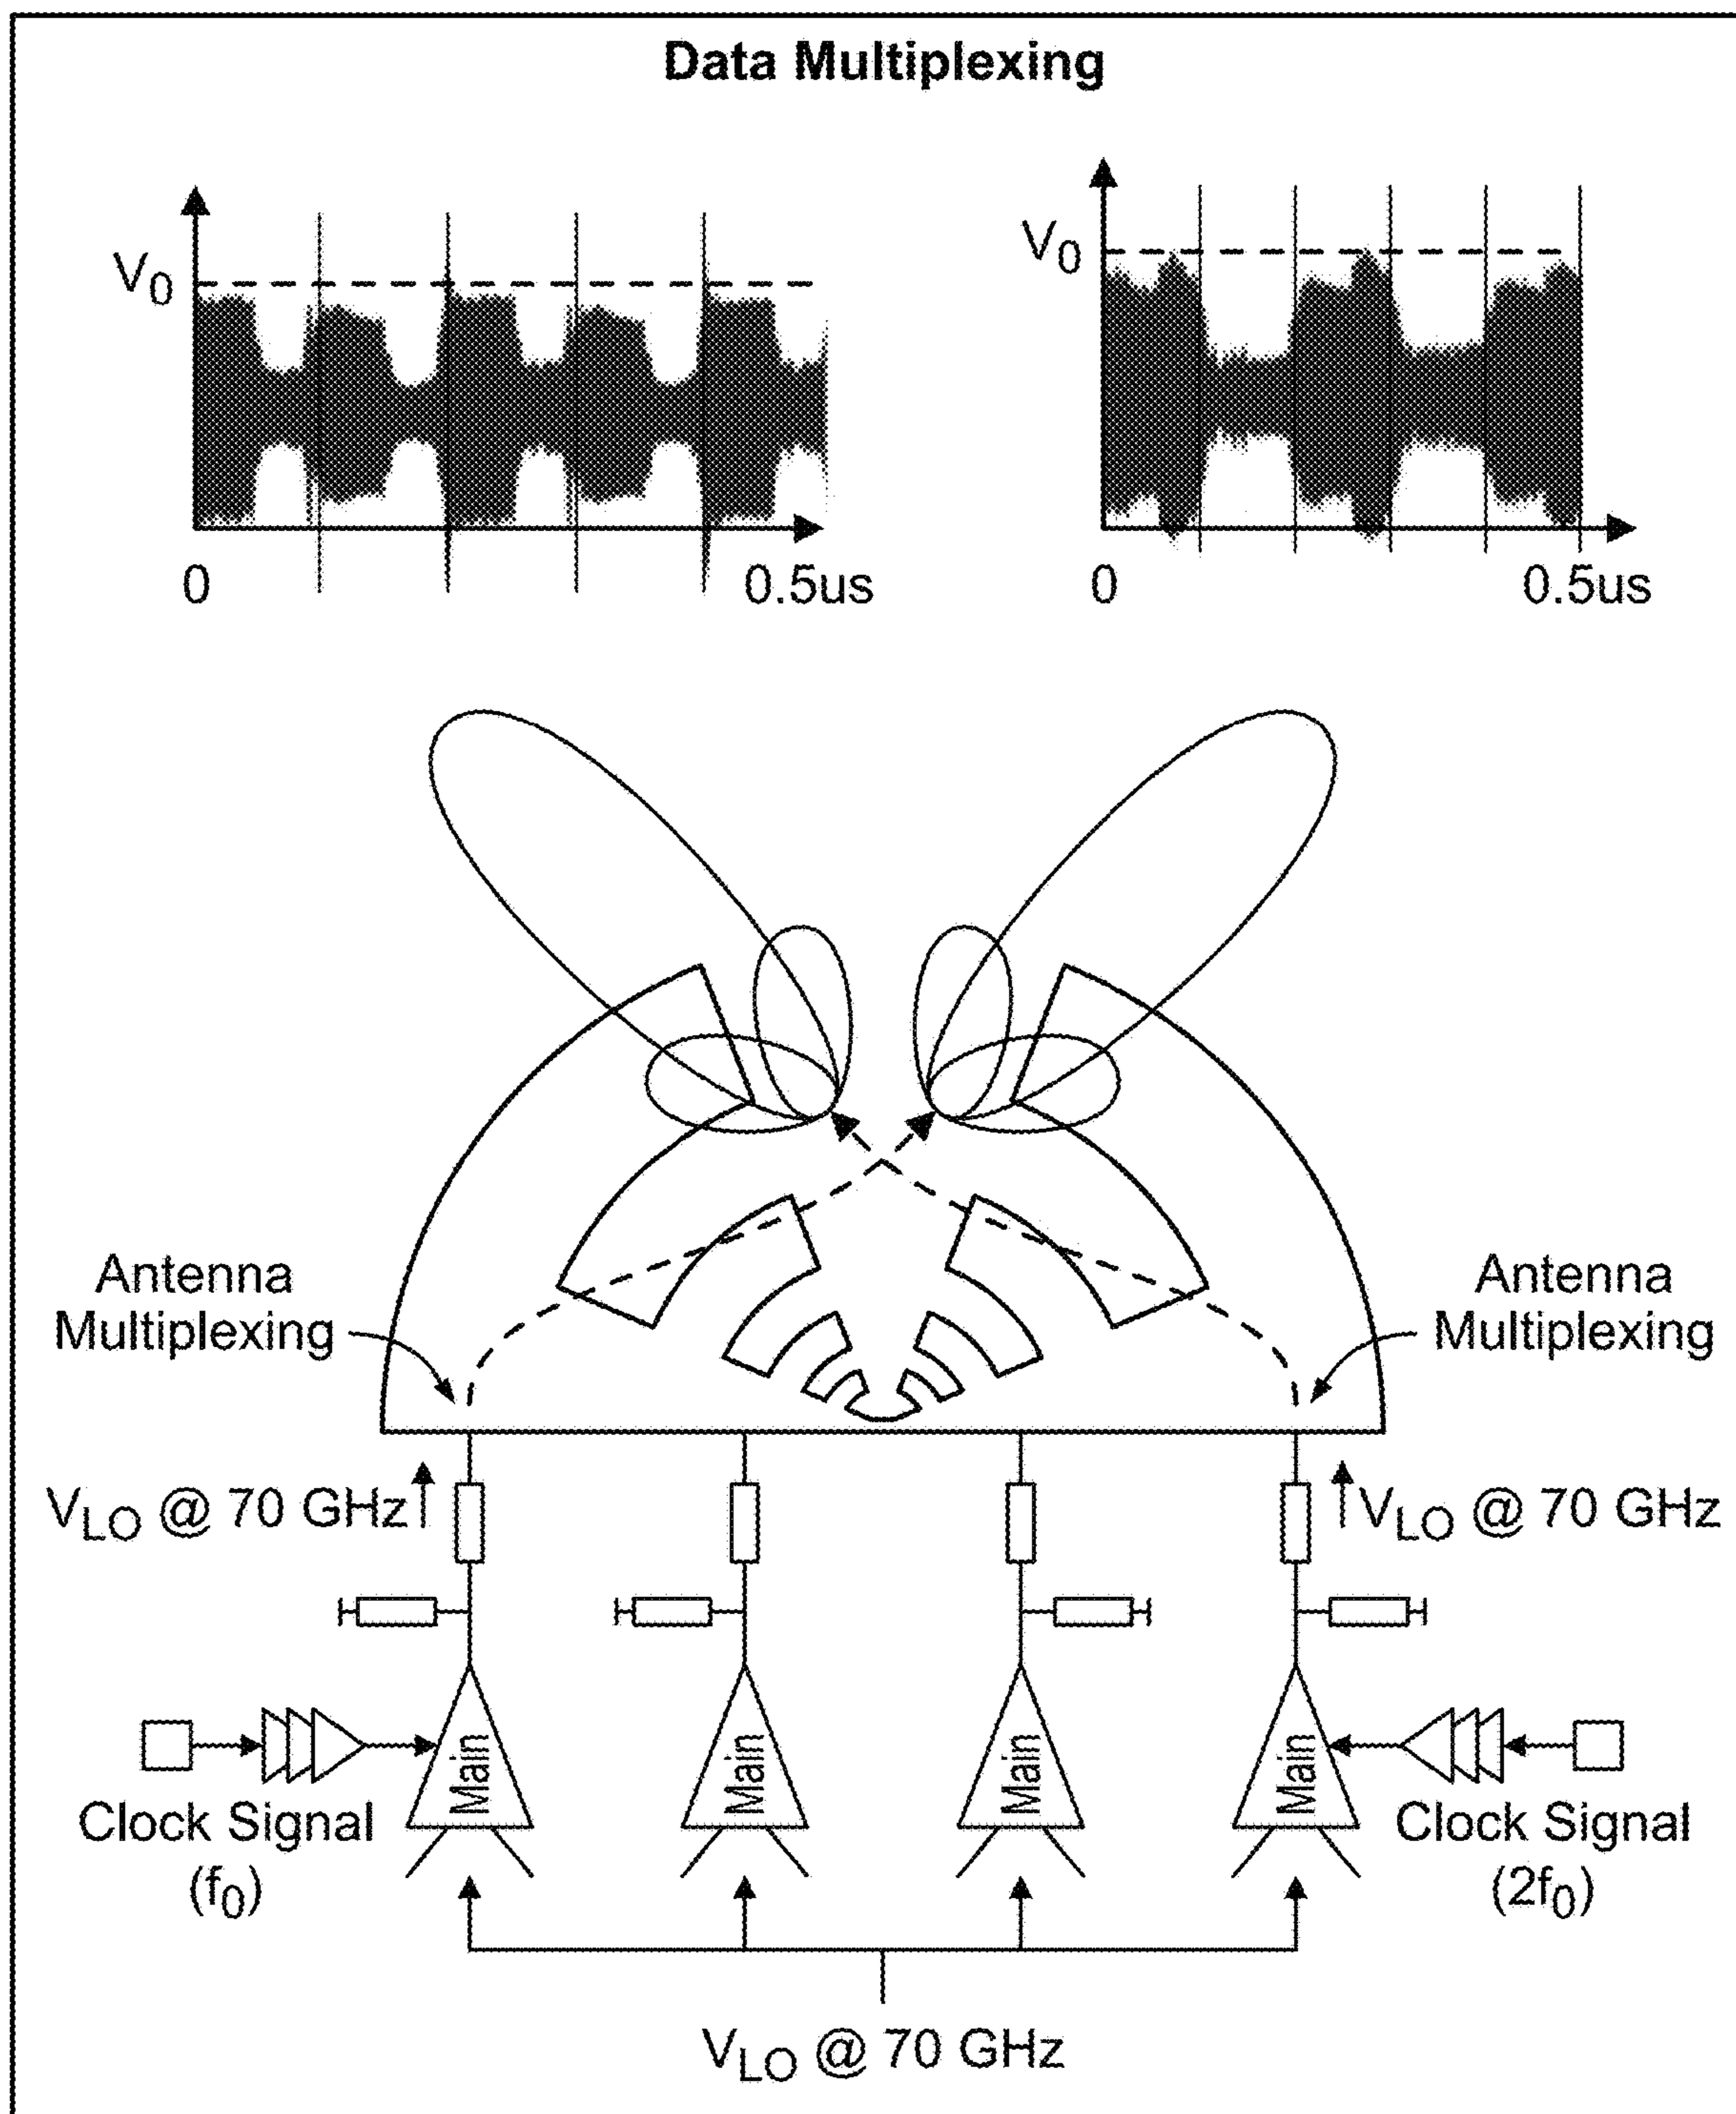 Data Multiplexing
V0
0
0.5us
V0
0
0.5us
Antenna
Multiplexing
Antenna
Multiplexing
VLO @ 70 GHz
VLO @ 70 GHz
Main
Main
Main
Main
Clock Signal
(f0)
Clock Signal
(2f0)
VLO @ 70 GHz